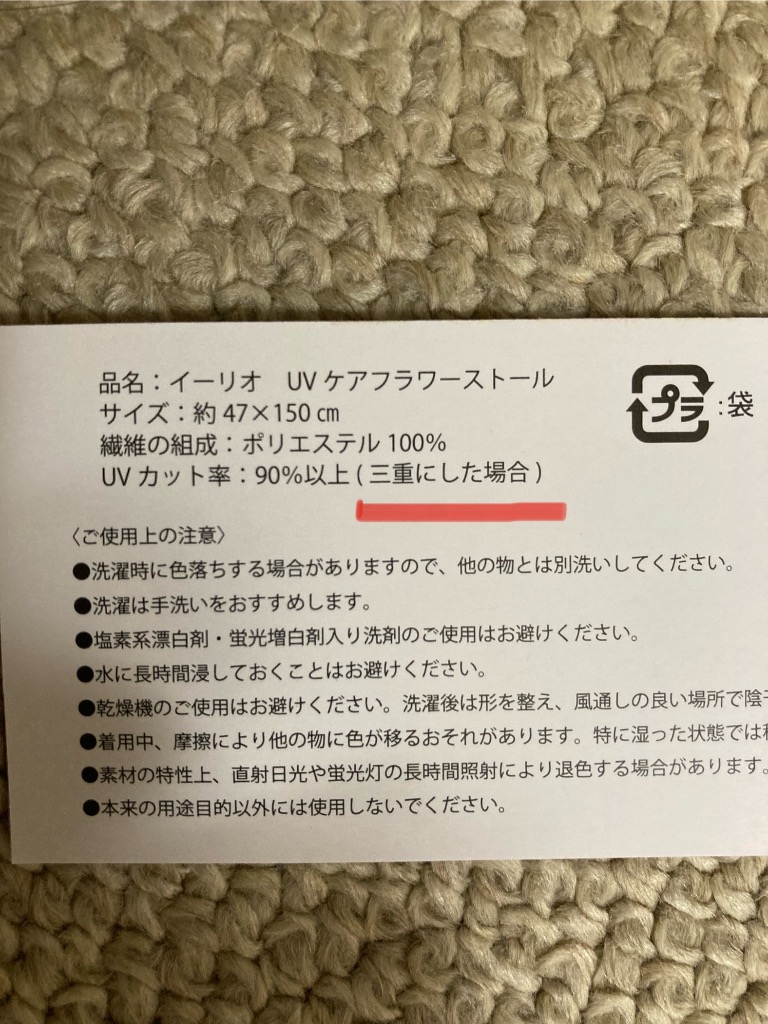 品名：イーリオ　UV ケアフラワーストール
サイズ：約 47×150 ㎝
繊維の組成：ポリエステル 100%
UV カット率：90%以上 ( 三重にした場合 )
プラ :袋
〈ご使用上の注意〉
●洗濯時に色落ちする場合がありますので、他の物とは別洗いしてください。
●洗濯は手洗いをおすすめします。
●塩素系漂白剤・蛍光増白剤入り洗剤のご使用はお避けください。
●水に長時間浸しておくことはお避けください。
●乾燥機のご使用はお避けください。洗濯後は形を整え、風通しの良い場所で陰
●着用中、摩擦により他の物に色が移るおそれがあります。特に湿った状態では
●素材の特性上、直射日光や蛍光灯の長時間照射により退色する場合があります。
●本来の用途目的以外には使用しないでください。